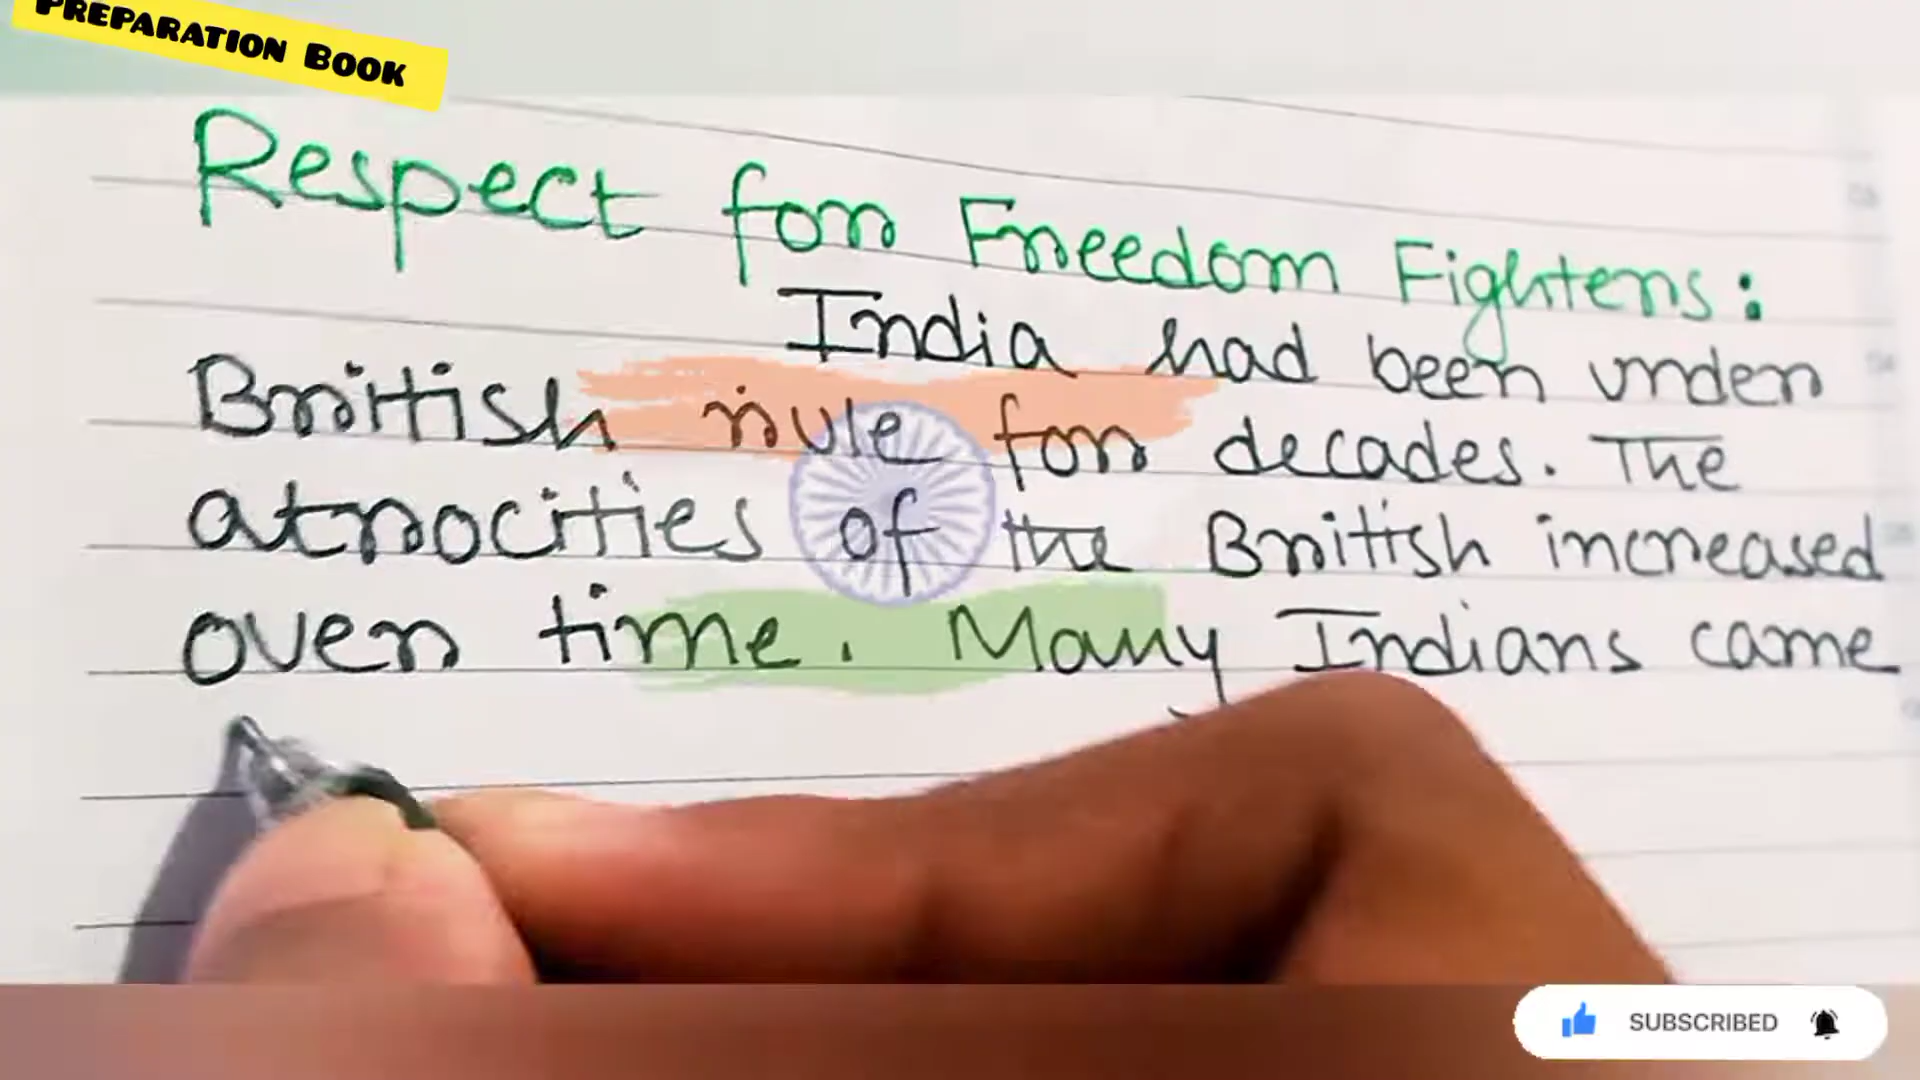 PREPARATION BOOK
Respect for Freedom Fighters:
India had been under
British rule for decades. The
atrocities of the British increased
over time. Many Indians came
SUBSCRIBED